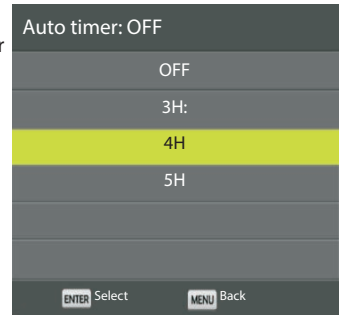 Auto timer: OFF
r
OFF
3H:
4H
5H
ENTER Select MENU Back